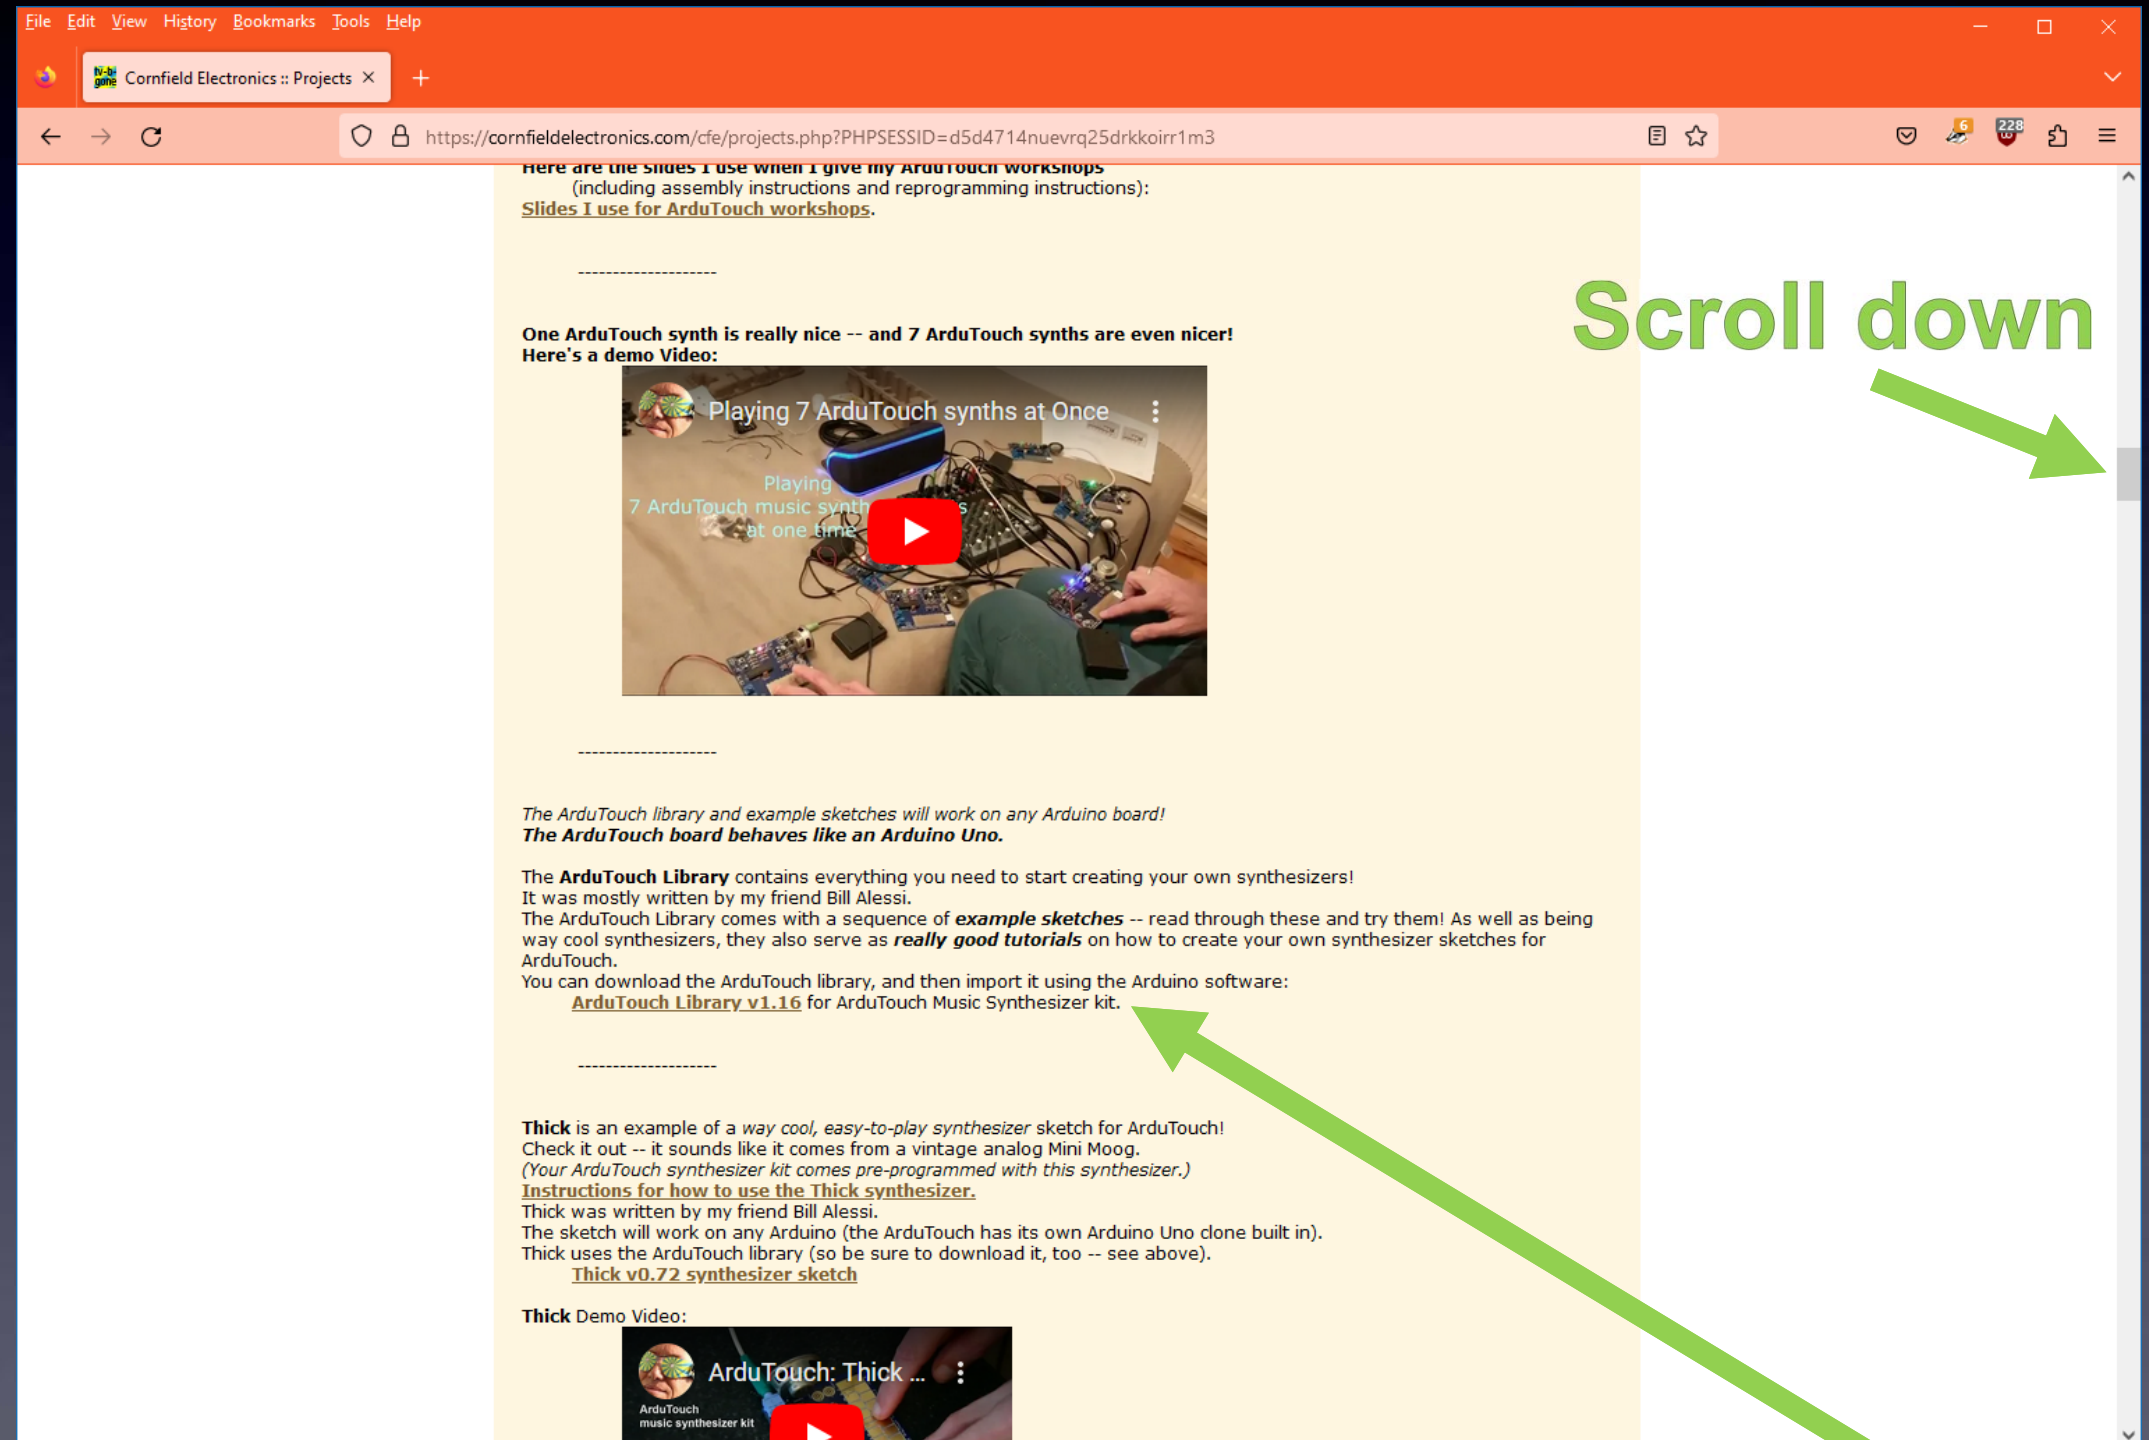 File Edit View History Bookmarks Tools Help
Cornfield Electronics :: Projects
https://cornfieldelectronics.com/cfe/projects.php?PHPSESSID=d5d4714nuevrq25drkkoirr1m3
6
228
Here are the slides I use when I give my ArduTouch workshops
(including assembly instructions and reprogramming instructions):
Slides I use for ArduTouch workshops.
--------------------
Scroll down
One ArduTouch synth is really nice -- and 7 ArduTouch synths are even nicer!
Here's a demo Video:
Playing 7 ArduTouch synths at Once
Playing
7 ArduTouch music synth s
at one time
--------------------
The ArduTouch library and example sketches will work on any Arduino board!
The ArduTouch board behaves like an Arduino Uno.
The ArduTouch Library contains everything you need to start creating your own synthesizers!
It was mostly written by my friend Bill Alessi.
The ArduTouch Library comes with a sequence of example sketches -- read through these and try them! As well as being
way cool synthesizers, they also serve as really good tutorials on how to create your own synthesizer sketches for
ArduTouch.
You can download the ArduTouch library, and then import it using the Arduino software:
ArduTouch Library v1.16 for ArduTouch Music Synthesizer kit.
--------------------
Thick is an example of a way cool, easy-to-play synthesizer sketch for ArduTouch!
Check it out -- it sounds like it comes from a vintage analog Mini Moog.
(Your ArduTouch synthesizer kit comes pre-programmed with this synthesizer.)
Instructions for how to use the Thick synthesizer.
Thick was written by my friend Bill Alessi.
The sketch will work on any Arduino (the ArduTouch has its own Arduino Uno clone built in).
Thick uses the ArduTouch library (so be sure to download it, too -- see above).
Thick v0.72 synthesizer sketch
Thick Demo Video:
ArduTouch: Thick ...
ArduTouch
music synthesizer kit